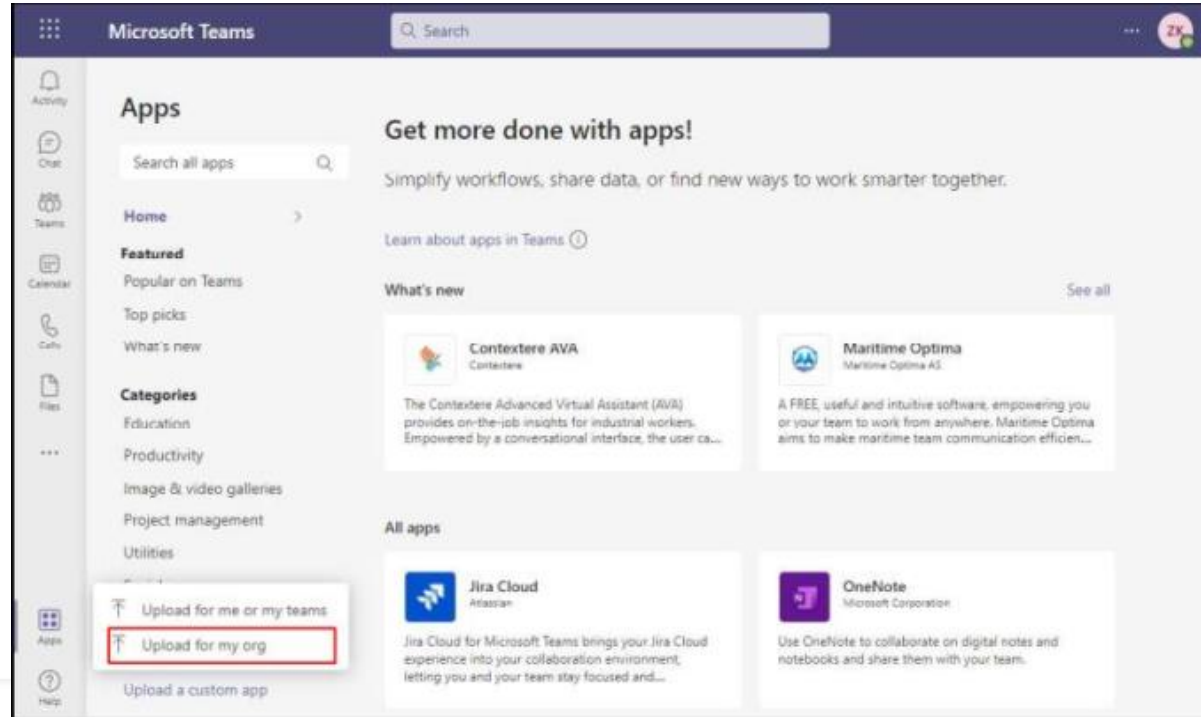 Microsoft Teams
Search
ZK
Activity
Chat
Teams
Calendar
Calls
Files
Apps
Help
Apps
Search all apps
Home
Featured
Popular on Teams
Top picks
What's new
Categories
Education
Productivity
Image & video galleries
Project management
Utilities
Upload for me or my teams
Upload for my org
Upload a custom app
Get more done with apps!
Simplify workflows, share data, or find new ways to work smarter together.
Learn about apps in Teams
What's new
See all
Contextere AVA
Contextere
The Contextere Advanced Virtual Assistant (AVA)
provides on-the-job insights for industrial workers.
Empowered by a conversational interface, the user ca...
Maritime Optima
Maritime Optima AS
A FREE, useful and intuitive software, empowering you
or your team to work from anywhere. Maritime Optima
aims to make maritime team communication efficien...
All apps
Jira Cloud
Atlassian
Jira Cloud for Microsoft Teams brings your Jira Cloud
experience into your collaboration environment,
letting you and your team stay focused and...
OneNote
Microsoft Corporation
Use OneNote to collaborate on digital notes and
notebooks and share them with your team.